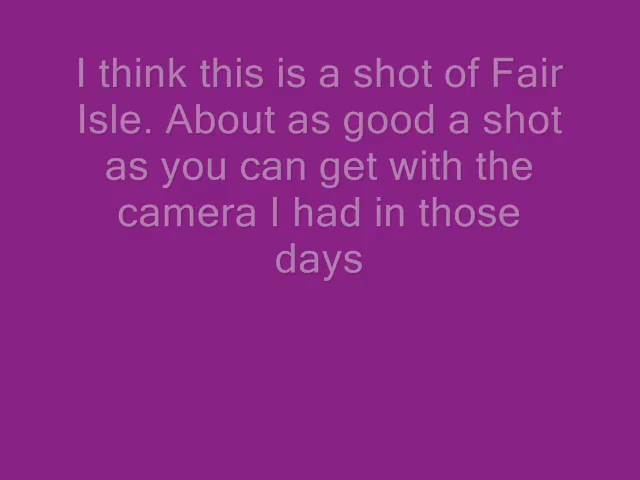 I think this is a shot of Fair
Isle. About as good a shot
as you can get with the
camera I had in those
days